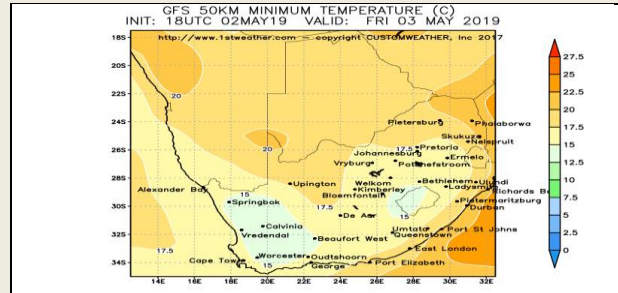 GFS 50KM MINIMUM TEMPERATURE (C)
INIT: 18UTC 02MAY19 VALID: FRI 03 MAY 2019
http://www.1stweather.com — copyright CUSTOMWEATHER, Inc 2017
18S
20S
22S
24S
26S
28S
30S
32S
34S
20
Pietersburg
Phalaborwa
Skukuza
Nelspruit
17.5
Pretoria
Johannesburg
20
Vryburg
Potchefstroom
Ermelo
Alexander Bay
15
Upington
Welkom
Kimberley
Bethlehem
Ulundi
Ladysmith
Richards B
Springbok
Bloemfontein
15
17.5
De Aar
Pietermaritzburg
Durban
Calvinia
Vredendal
Beaufort West
Umtata
Queenstown
Port St Johns
17.5
East London
Cape Town
Worcester
Oudtshoorn
15
George
Port Elizabeth
14E 16E 18E 20E 22E 24E 26E 28E 30E 32E
27.5
25
22.5
20
17.5
15
12.5
10
7.5
5
2.5
0